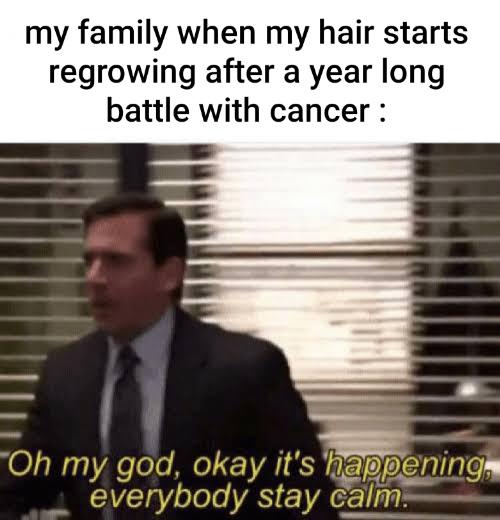 my family when my hair starts
regrowing after a year long
battle with cancer :
Oh my god, okay it's happening,
everybody stay calm.